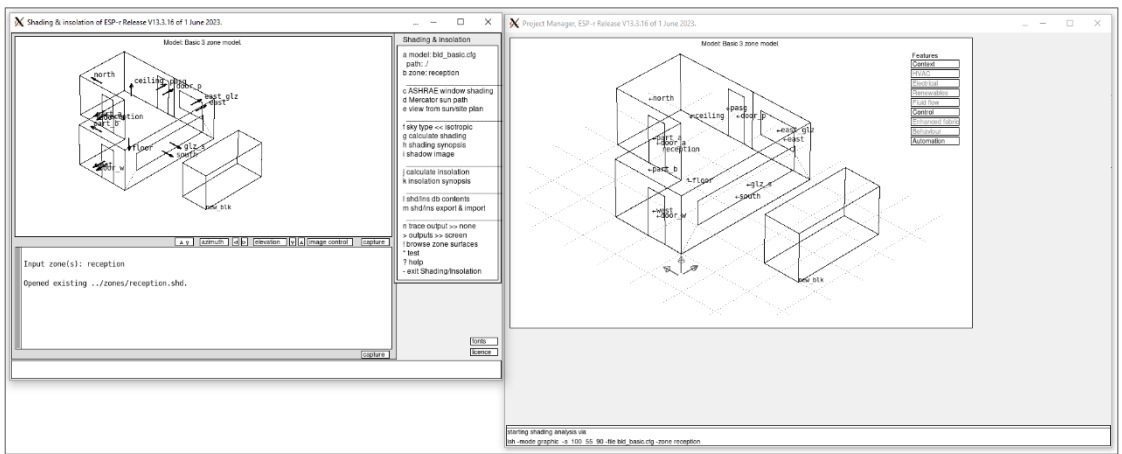 Shading & insolation of ESP-r Release V13.3.16 of 1 June 2023.
Model: Basic 3 zone model.
north
ceiling
pasg
door_p
east_glz
east
part_a
reception
part_b
floor
glz_s
south
door_w
new_blk
azimuth
elevation
image control
capture
Input zone(s): reception
Opened existing ../zones/reception.shd.
capture
Shading & Insolation
a model: bld_basic.cfg
path: ./
b zone: reception
c ASHRAE window shading
d Mercator sun path
e view from sun/site plan
f sky type << isotropic
g calculate shading
h shading synopsis
i shadow image
j calculate insolation
k insolation synopsis
l shd/ins db contents
m shd/ins export & import
n trace output >> none
> outputs >> screen
! browse zone surfaces
* test
? help
- exit Shading/Insolation
fonts
licence
Project Manager, ESP-r Release V13.3.16 of 1 June 2023.
Model: Basic 3 zone model.
north
ceiling
pasg
door_p
east_glz
east
part_a
door_a
reception
part_b
floor
glz_s
south
west
door_w
new_blk
Features
Context
HVAC
Electrical
Renewables
Fluid flow
Control
Enhanced fabric
Behaviour
Automation
starting shading analysis via
ish -mode graphic -s 100 55 90 -file bld_basic.cfg -zone reception